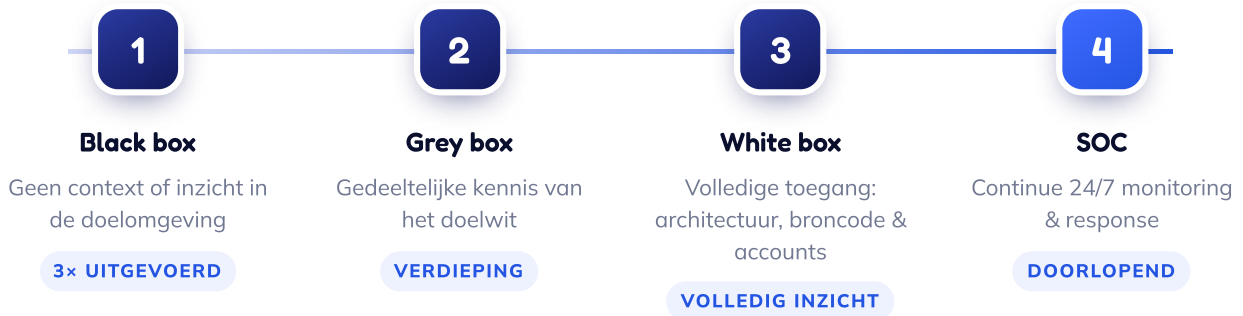 1
2
3
4
Black box
Geen context of inzicht in
de doelomgeving
3× UITGEVOERD
Grey box
Gedeeltelijke kennis van
het doelwit
VERDIEPING
White box
Volledige toegang:
architectuur, broncode &
accounts
VOLLEDIG INZICHT
SOC
Continue 24/7 monitoring
& response
DOORLOPEND